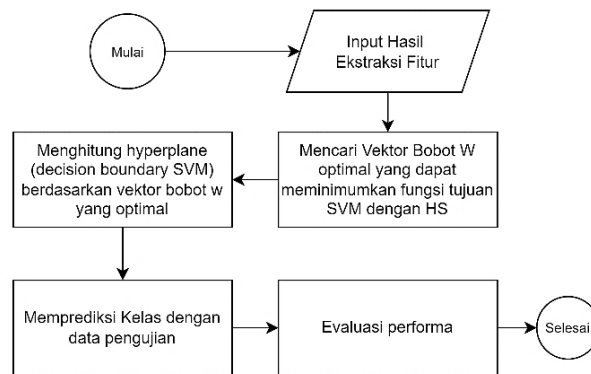 Mulai
Input Hasil
Ekstraksi Fitur
Mencari Vektor Bobot W
optimal yang dapat
meminimumkan fungsi tujuan
SVM dengan HS
Menghitung hyperplane
(decision boundary SVM)
berdasarkan vektor bobot w
yang optimal
Memprediksi Kelas dengan
data pengujian
Evaluasi performa
Selesai